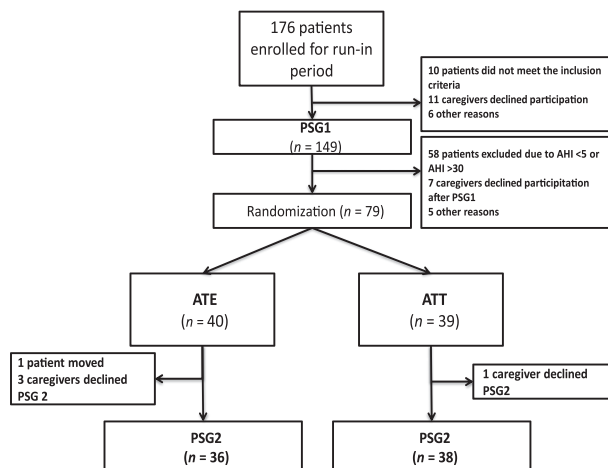 176 patients
enrolled for run-in
period
10 patients did not meet the inclusion
criteria
11 caregivers declined participation
6 other reasons
PSG1
(n = 149)
58 patients excluded due to AHI <5 or
AHI >30
7 caregivers declined participitation
after PSG1
5 other reasons
Randomization (n = 79)
ATE
(n = 40)
ATT
(n = 39)
1 patient moved
3 caregivers declined
PSG 2
1 caregiver declined
PSG2
PSG2
(n = 36)
PSG2
(n = 38)